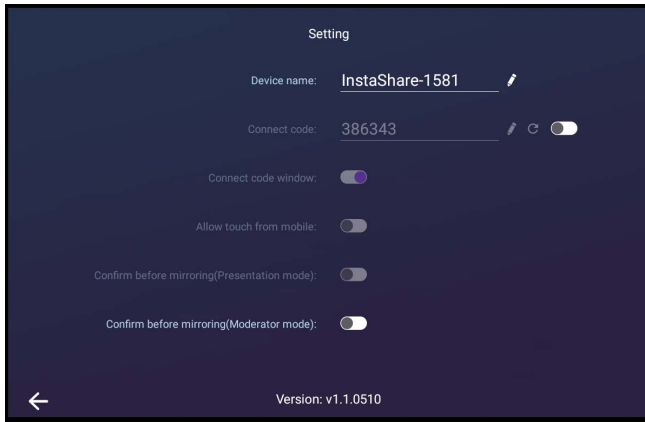 Setting
Device name: InstaShare-1581
Connect code: 386343
Connect code window:
Allow touch from mobile:
Confirm before mirroring(Presentation mode):
Confirm before mirroring(Moderator mode):
Version: v1.1.0510